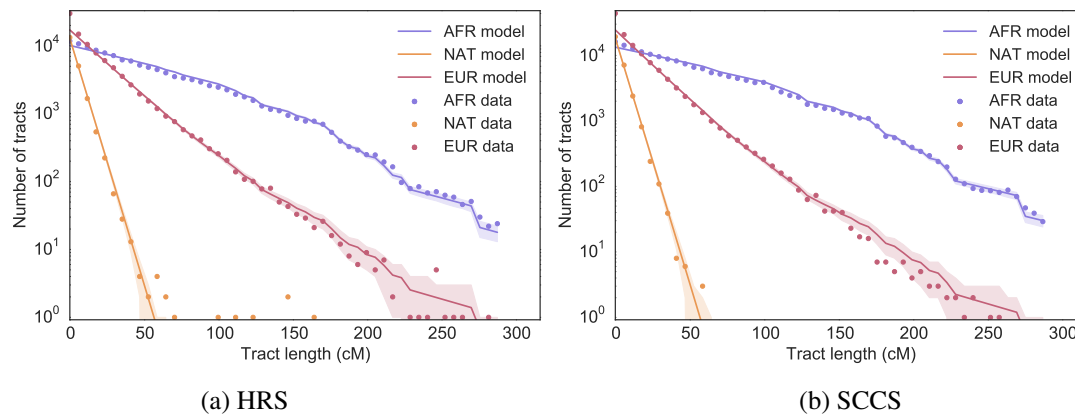 AFR model
NAT model
EUR model
AFR data
NAT data
EUR data
Number of tracts
10^4
10^3
10^2
10^1
10^0
0 50 100 150 200 250 300
Tract length (cM)
(a) HRS
AFR model
NAT model
EUR model
AFR data
NAT data
EUR data
Number of tracts
10^4
10^3
10^2
10^1
10^0
0 50 100 150 200 250 300
Tract length (cM)
(b) SCCS